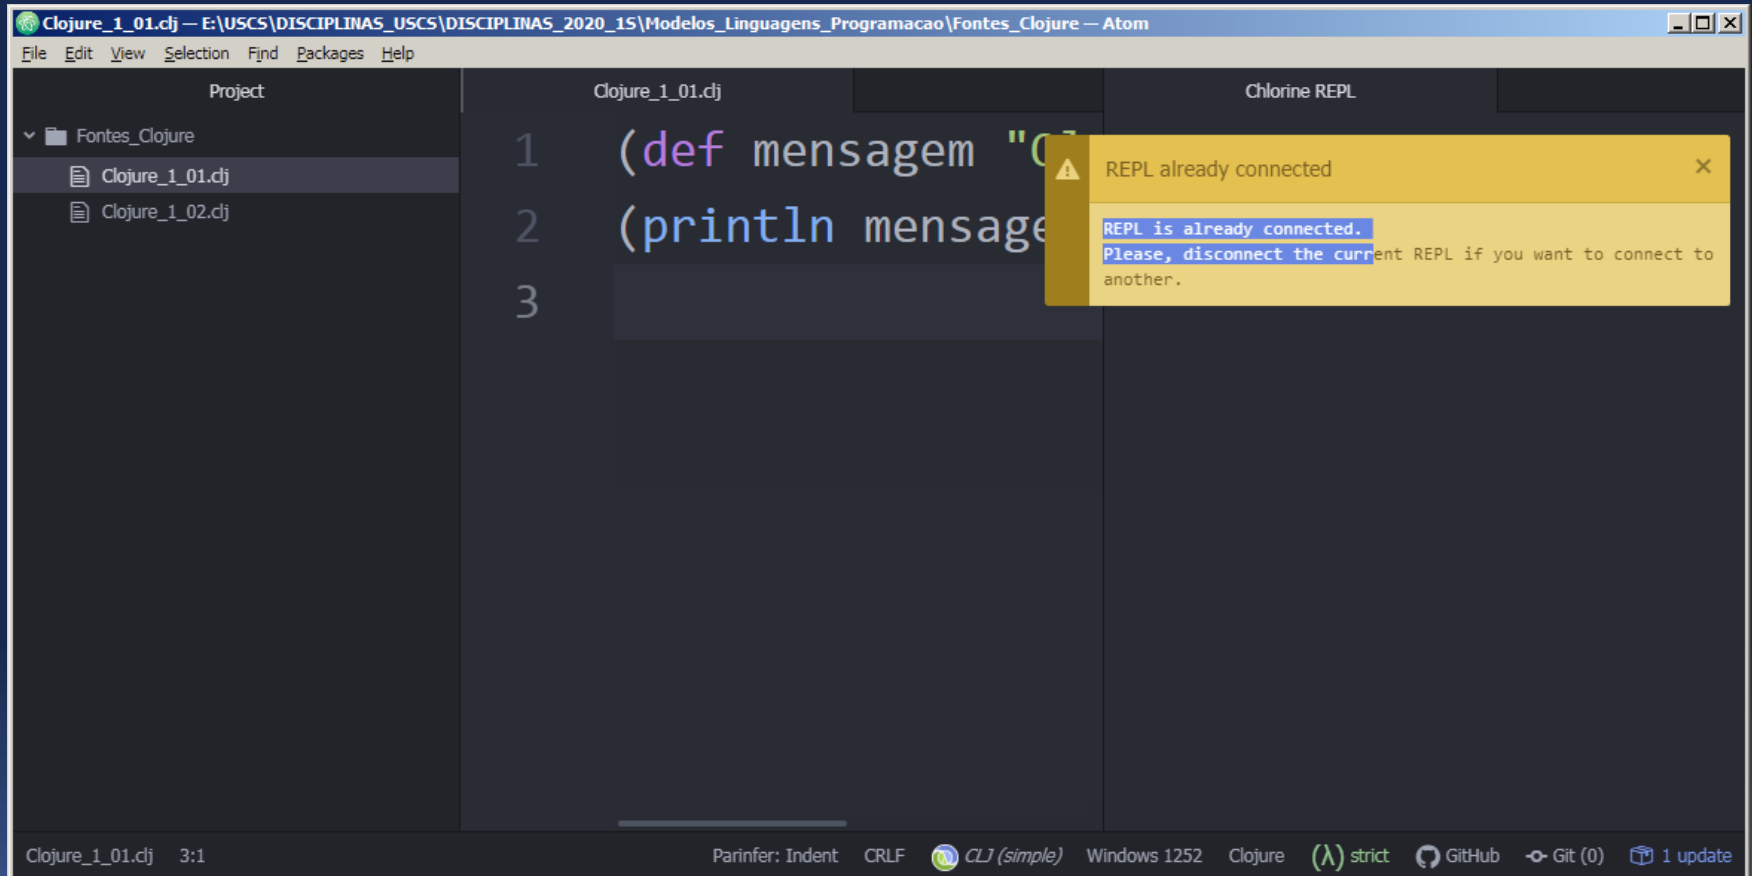 Clojure_1_01.clj — E:\USCS\DISCIPLINAS_USCS\DISCIPLINAS_2020_1S\Modelos_Linguagens_Programacao\Fontes_Clojure — Atom
File Edit View Selection Find Packages Help
Project
Clojure_1_01.clj
Chlorine REPL
Fontes_Clojure
Clojure_1_01.clj
Clojure_1_02.clj
1 (def mensagem "
2 (println mensage
3
REPL already connected
REPL is already connected.
Please, disconnect the current REPL if you want to connect to
another.
Clojure_1_01.clj 3:1 Parinfer: Indent CRLF CLJ (simple) Windows 1252 Clojure (λ) strict GitHub Git (0) 1 update